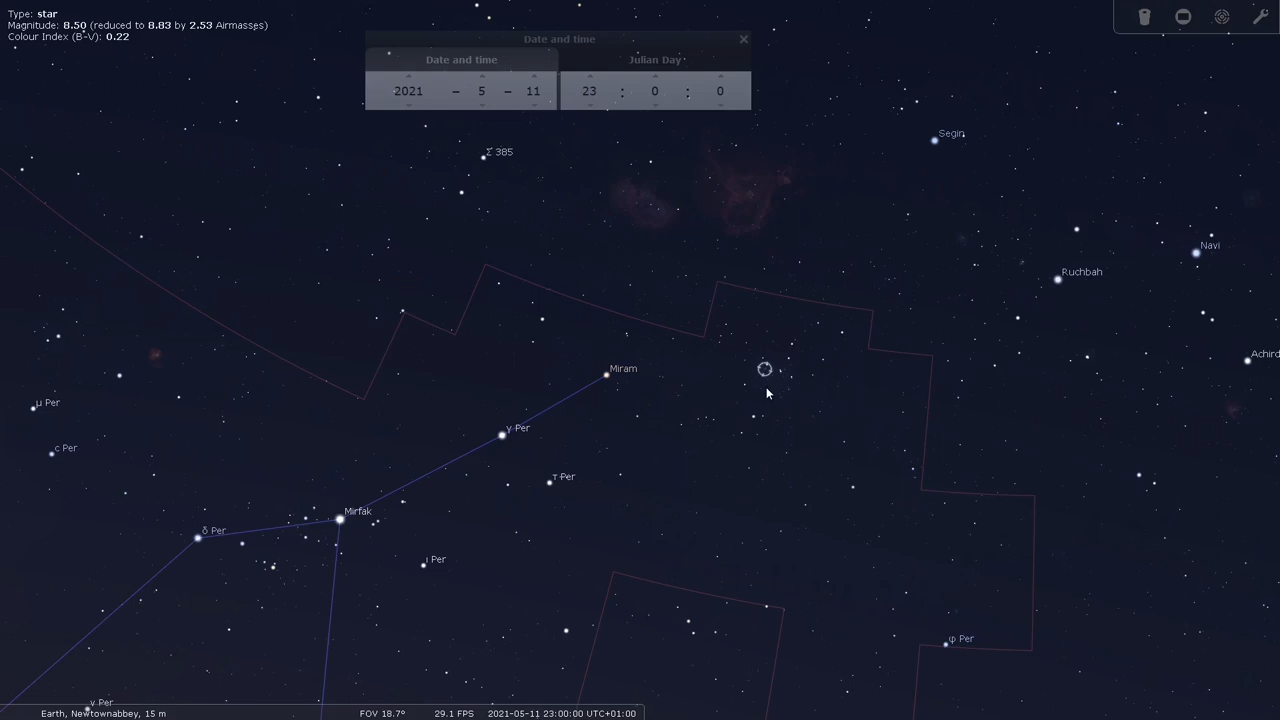 Type: star
Magnitude: 8.50 (reduced to 8.83 by 2.53 Airmasses)
Colour Index (B-V): 0.22
Date and time
Date and time
Julian Day
2021 - 5 - 11
23 : 0 : 0
Segin
Σ 385
Navi
Ruchbah
Achird
Miram
μ Per
γ Per
c Per
τ Per
Mirfak
δ Per
ι Per
φ Per
ν Per
Earth, Newtownabbey, 15 m
FOV 18.7°
29.1 FPS
2021-05-11 23:00:00 UTC+01:00